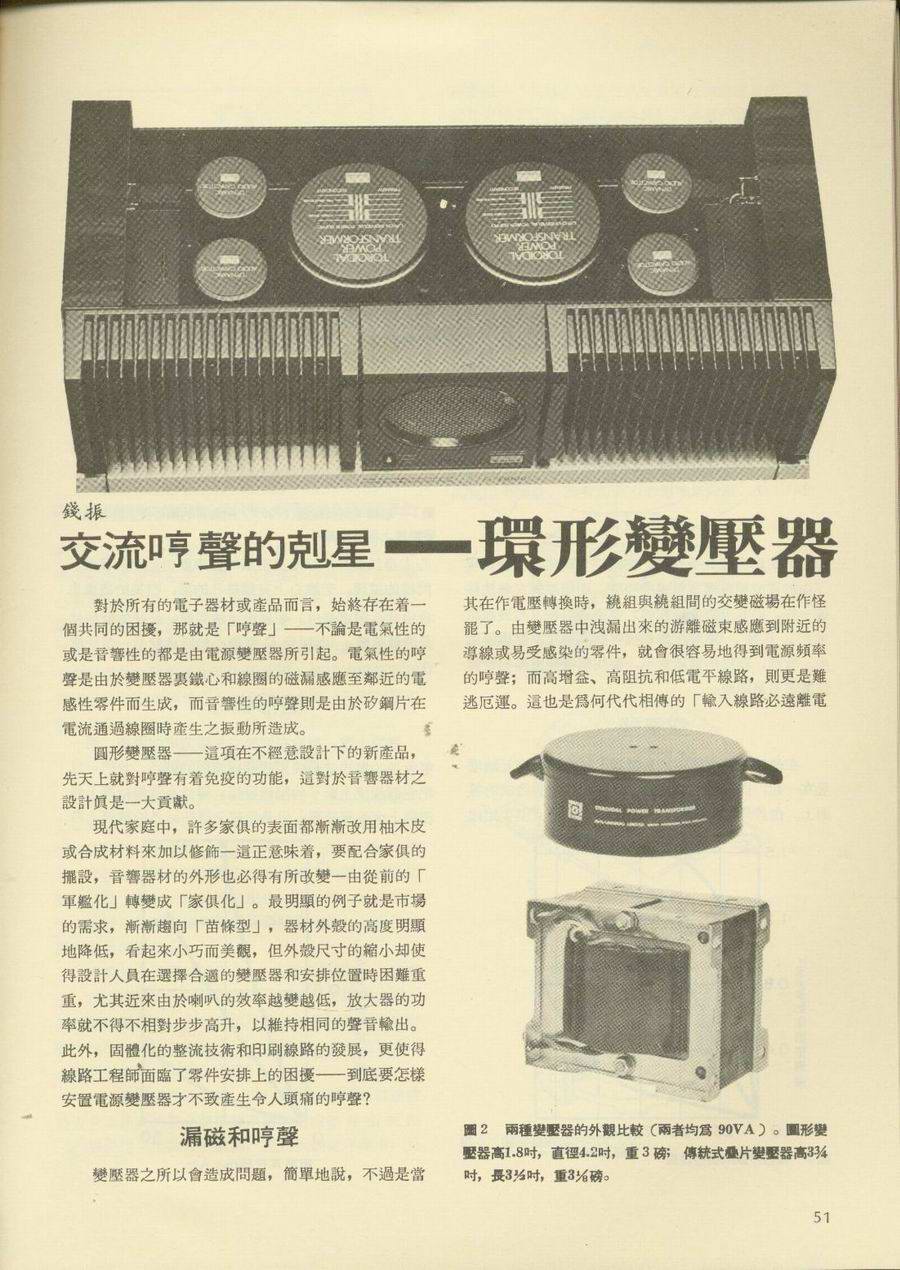 TOROIDAL
POWER
TRANSFORMER
TOROIDAL
POWER
TRANSFORMER
DYNAMIC
AUDIO CAPACITOR
DYNAMIC
AUDIO CAPACITOR
DYNAMIC
AUDIO CAPACITOR
DYNAMIC
AUDIO CAPACITOR
錢振
交流哼聲的剋星——環形變壓器
對於所有的電子器材或產品而言，始終存在着一
個共同的困擾，那就是「哼聲」——不論是電氣性的
或是音響性的都是由電源變壓器所引起。電氣性的哼
聲是由於變壓器裏鐵心和線圈的磁漏感應至鄰近的電
感性零件而生成，而音響性的哼聲則是由於矽鋼片在
電流通過線圈時產生之振動所造成。
圓形變壓器——這項在不經意設計下的新產品，
先天上就對哼聲有着免疫的功能，這對於音響器材之
設計眞是一大貢獻。
現代家庭中，許多家俱的表面都漸漸改用柚木皮
或合成材料來加以修飾—這正意味着，要配合家俱的
擺設，音響器材的外形也必得有所改變—由從前的「
軍艦化」轉變成「家俱化」。最明顯的例子就是市場
的需求，漸漸趨向「苗條型」，器材外殼的高度明顯
地降低，看起來小巧而美觀，但外殼尺寸的縮小却使
得設計人員在選擇合適的變壓器和安排位置時困難重
重，尤其近來由於喇叭的效率越變越低，放大器的功
率就不得不相對步步高升，以維持相同的聲音輸出。
此外，固體化的整流技術和印刷線路的發展，更使得
線路工程師面臨了零件安排上的困擾——到底要怎樣
安置電源變壓器才不致產生令人頭痛的哼聲？
漏磁和哼聲
變壓器之所以會造成問題，簡單地說，不過是當
其在作電壓轉換時，繞組與繞組間的交變磁場在作怪
罷了。由變壓器中洩漏出來的游離磁束感應到附近的
導線或易受感染的零件，就會很容易地得到電源頻率
的哼聲；而高增益、高阻抗和低電平線路，則更是難
逃厄運。這也是爲何代代相傳的「輸入線路必遠離電
TOROIDAL POWER TRANSFORMER
圖2 兩種變壓器的外觀比較（兩者均爲 90VA）。圓形變
壓器高1.8吋，直徑4.2吋，重3磅；傳統式疊片變壓器高3¾
吋，長3½吋，重3⅛磅。
51